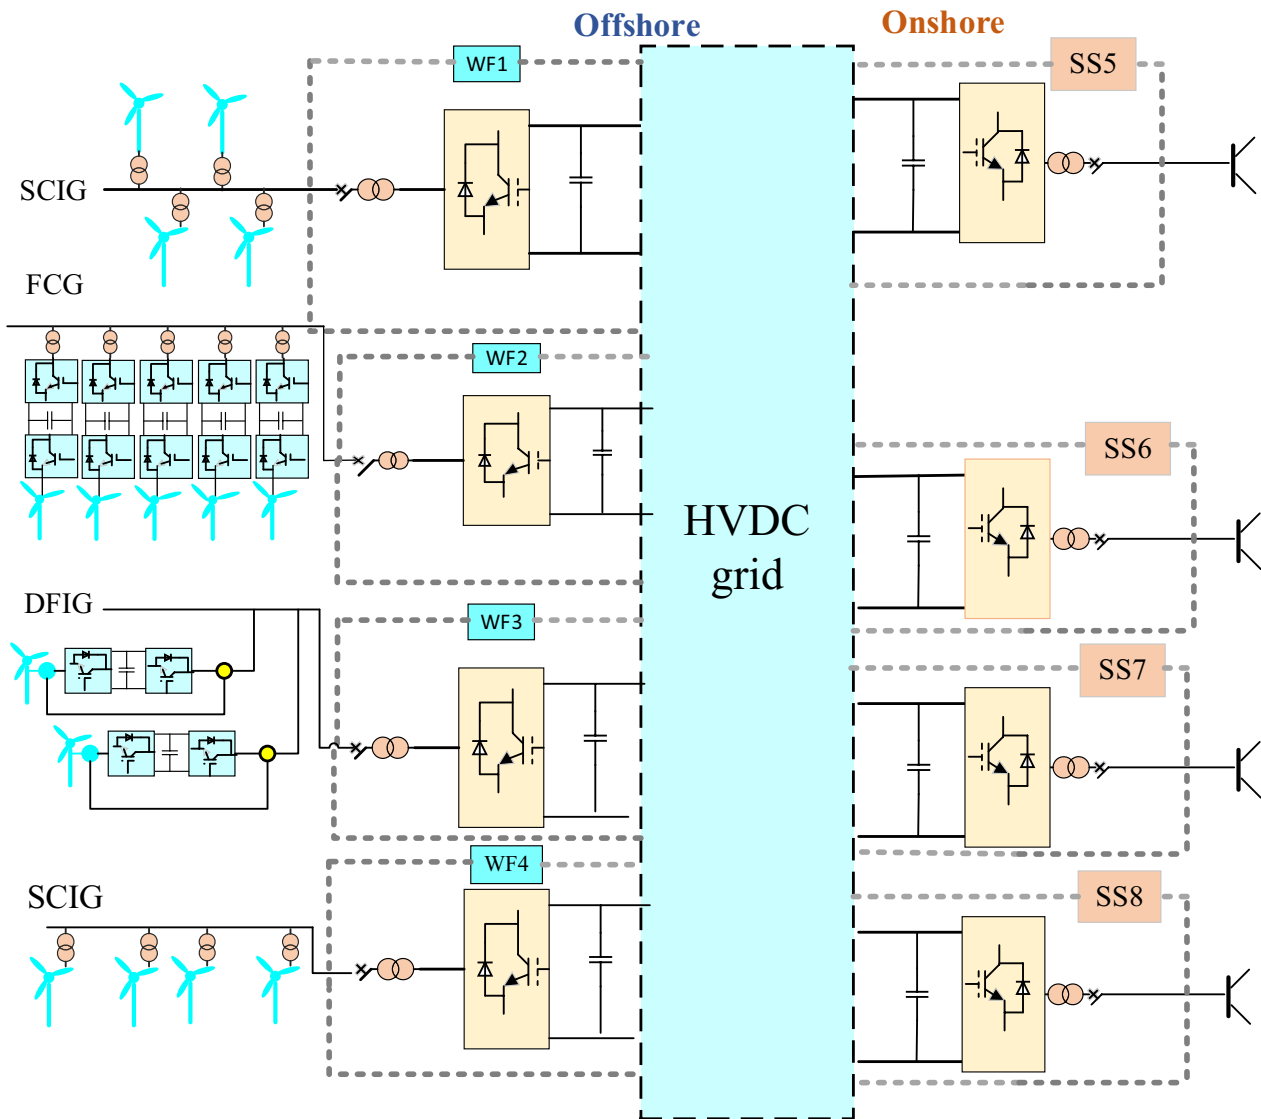 Offshore
Onshore
WF1
SS5
SCIG
FCG
WF2
SS6
HVDC
grid
DFIG
WF3
SS7
WF4
SCIG
SS8